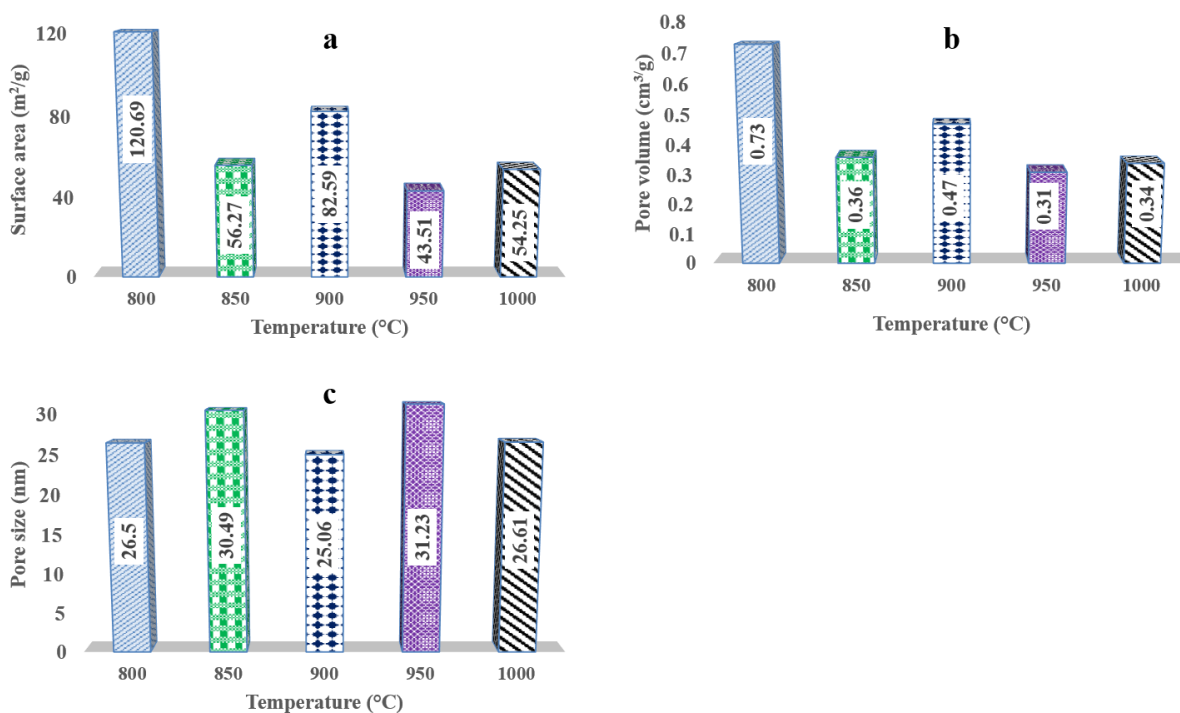 a
Surface area (m²/g)
120
80
40
0
120.69
56.27
82.59
43.51
54.25
800 850 900 950 1000
Temperature (°C)
b
Pore volume (cm³/g)
0.8
0.7
0.6
0.5
0.4
0.3
0.2
0.1
0
0.73
0.36
0.47
0.31
0.34
800 850 900 950 1000
Temperature (°C)
c
Pore size (nm)
30
25
20
15
10
5
0
26.5
30.49
25.06
31.23
26.61
800 850 900 950 1000
Temperature (°C)